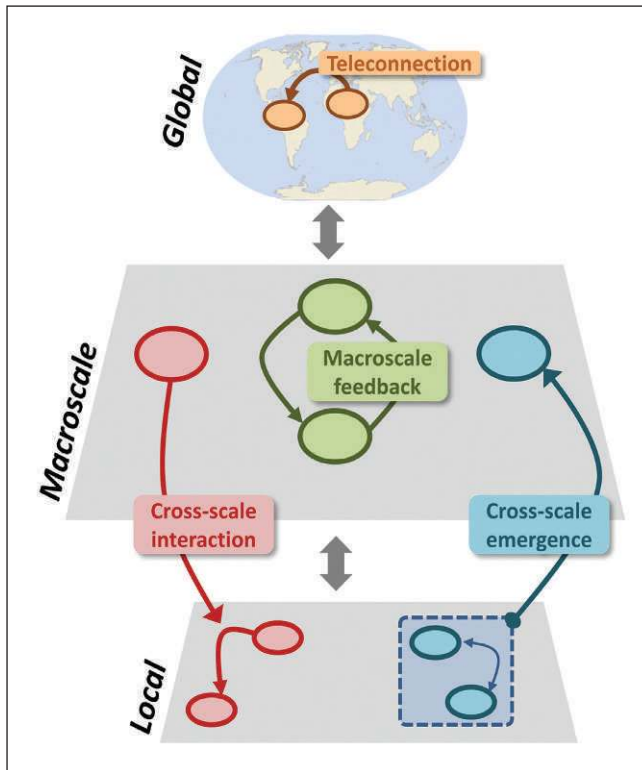 Global
Teleconnection
Macroscale
Macroscale
feedback
Cross-scale
interaction
Cross-scale
emergence
Local